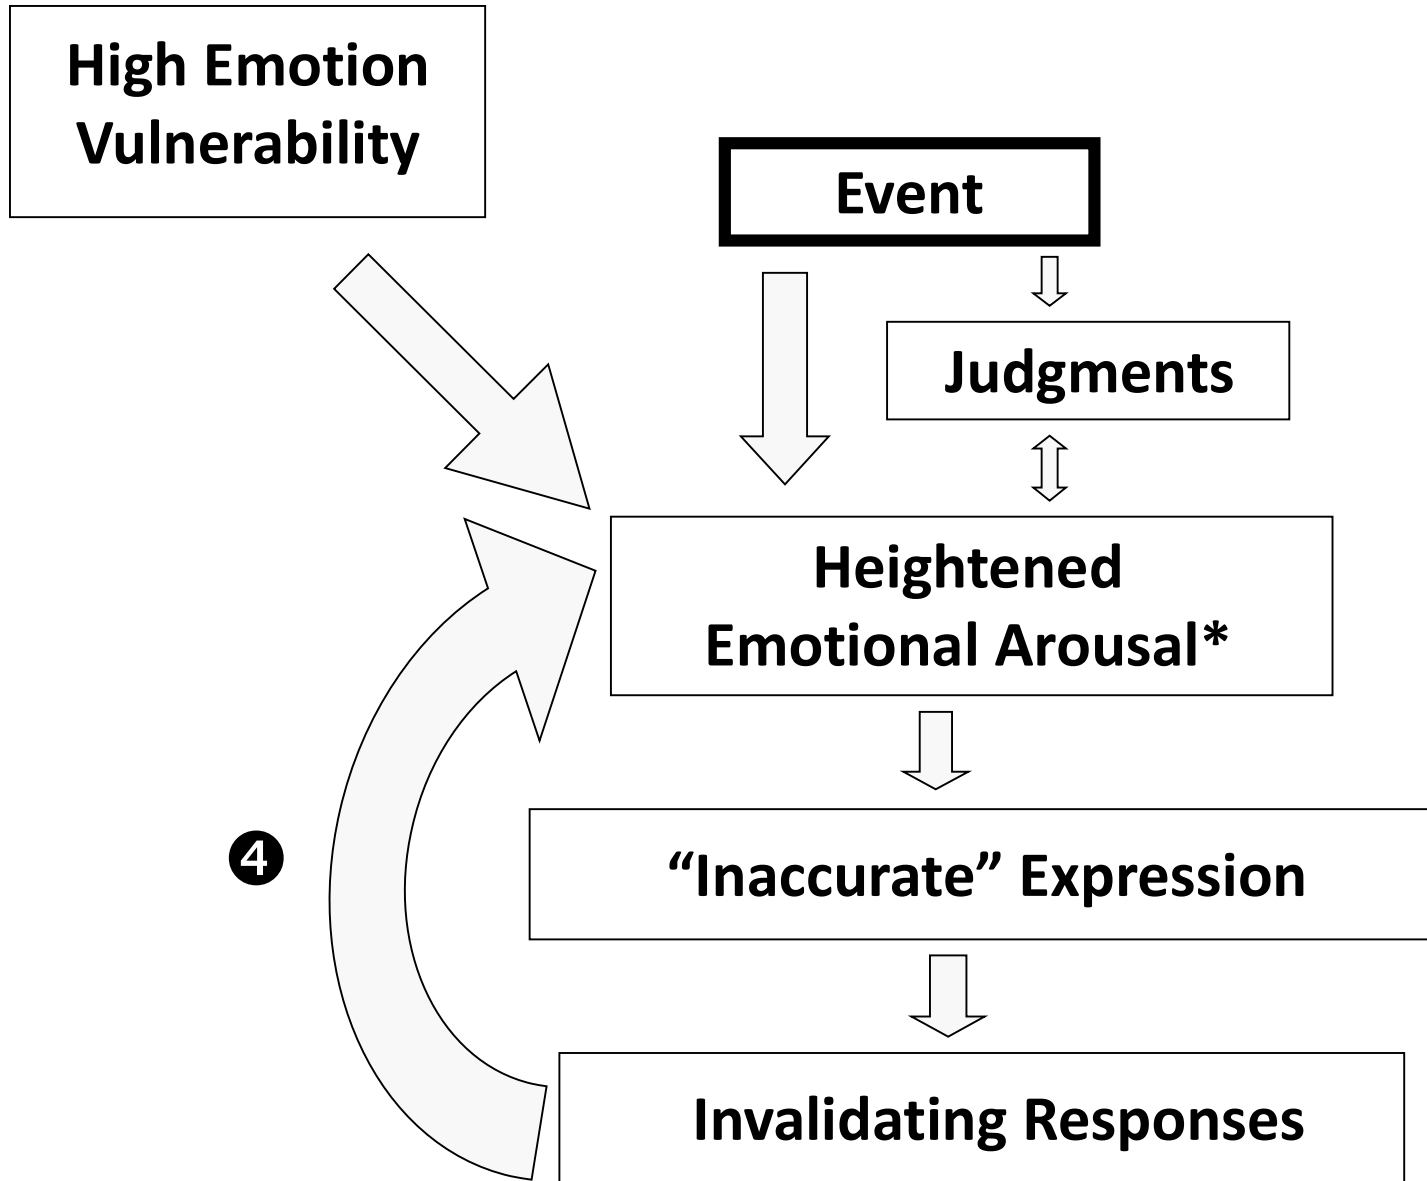 High Emotion
Vulnerability
Event
Judgments
Heightened
Emotional Arousal*
“Inaccurate” Expression
❹
Invalidating Responses